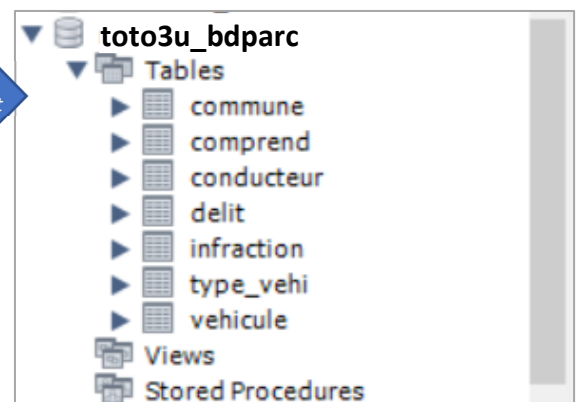 toto3u_bdparc
Tables
commune
comprend
conducteur
delit
infraction
type_vehi
vehicule
Views
Stored Procedures